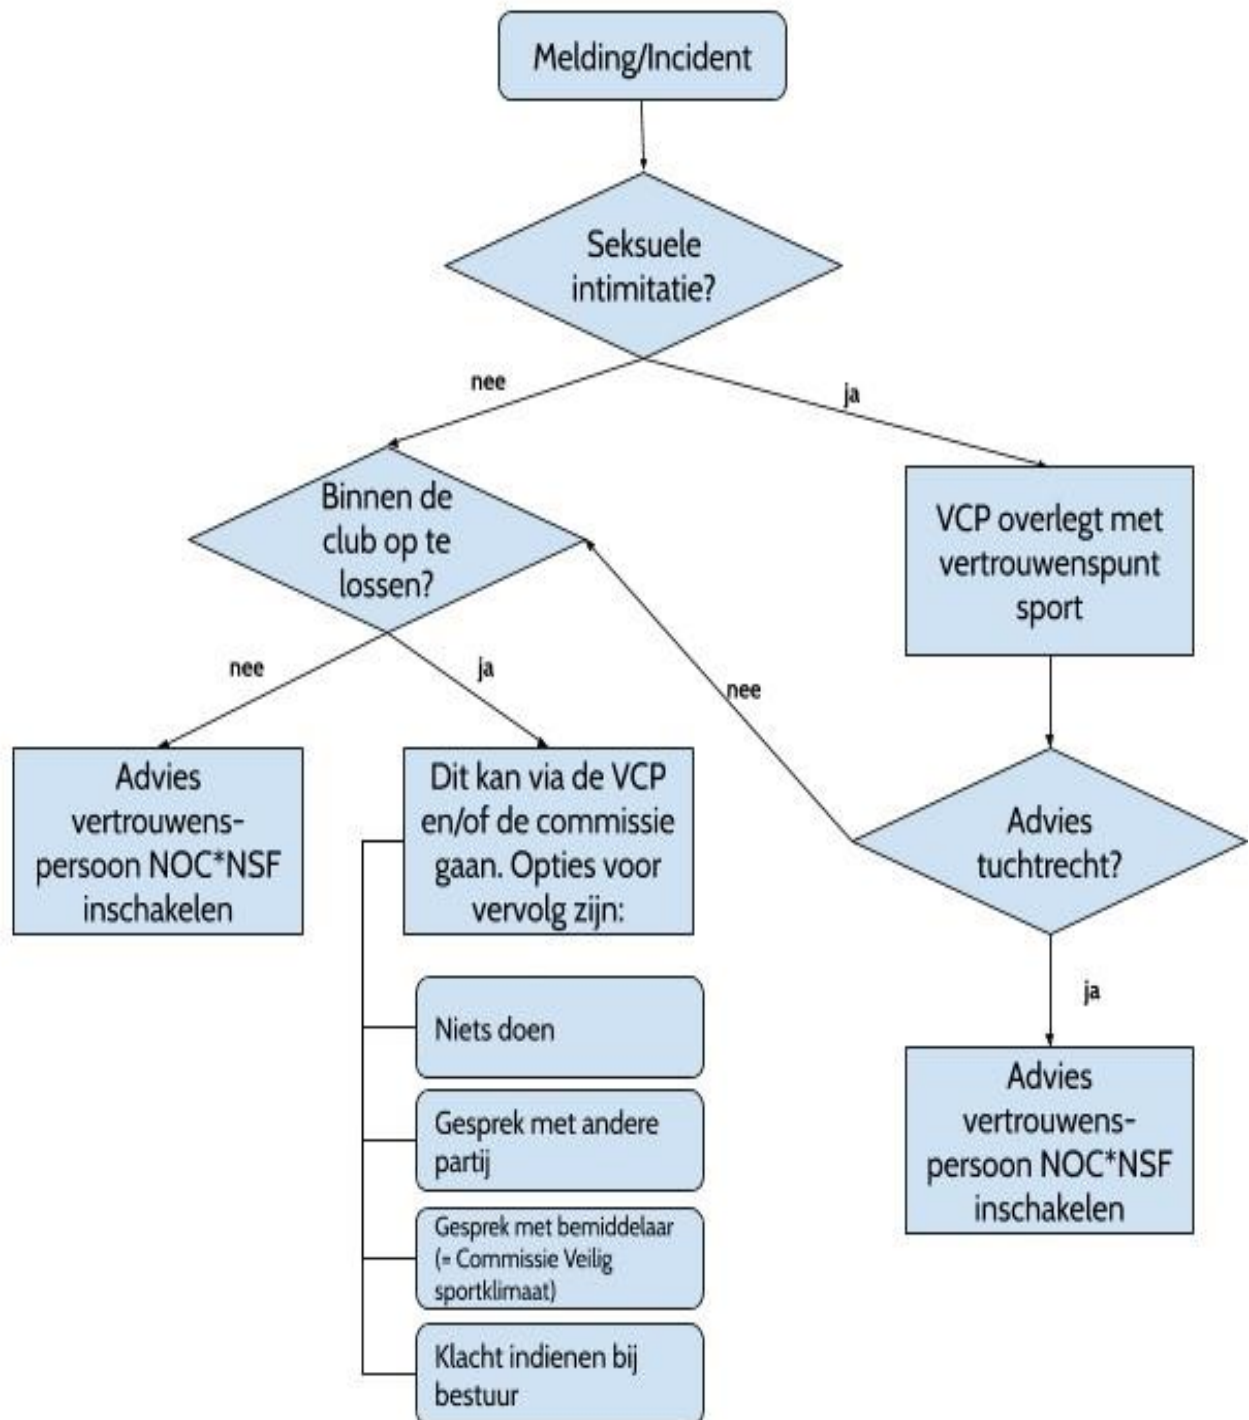 Melding/Incident
Seksuele
intimitatie?
nee
ja
Binnen de
club op te
lossen?
VCP overlegt met
vertrouwenspunt
sport
nee
ja
nee
Advies
vertrouwens-
persoon NOC*NSF
inschakelen
Dit kan via de VCP
en/of de commissie
gaan. Opties voor
vervolg zijn:
Advies
tuchtrecht?
ja
Niets doen
Gesprek met andere
partij
Gesprek met bemiddelaar
(= Commissie Veilig
sportklimaat)
Klacht indienen bij
bestuur
Advies
vertrouwens-
persoon NOC*NSF
inschakelen